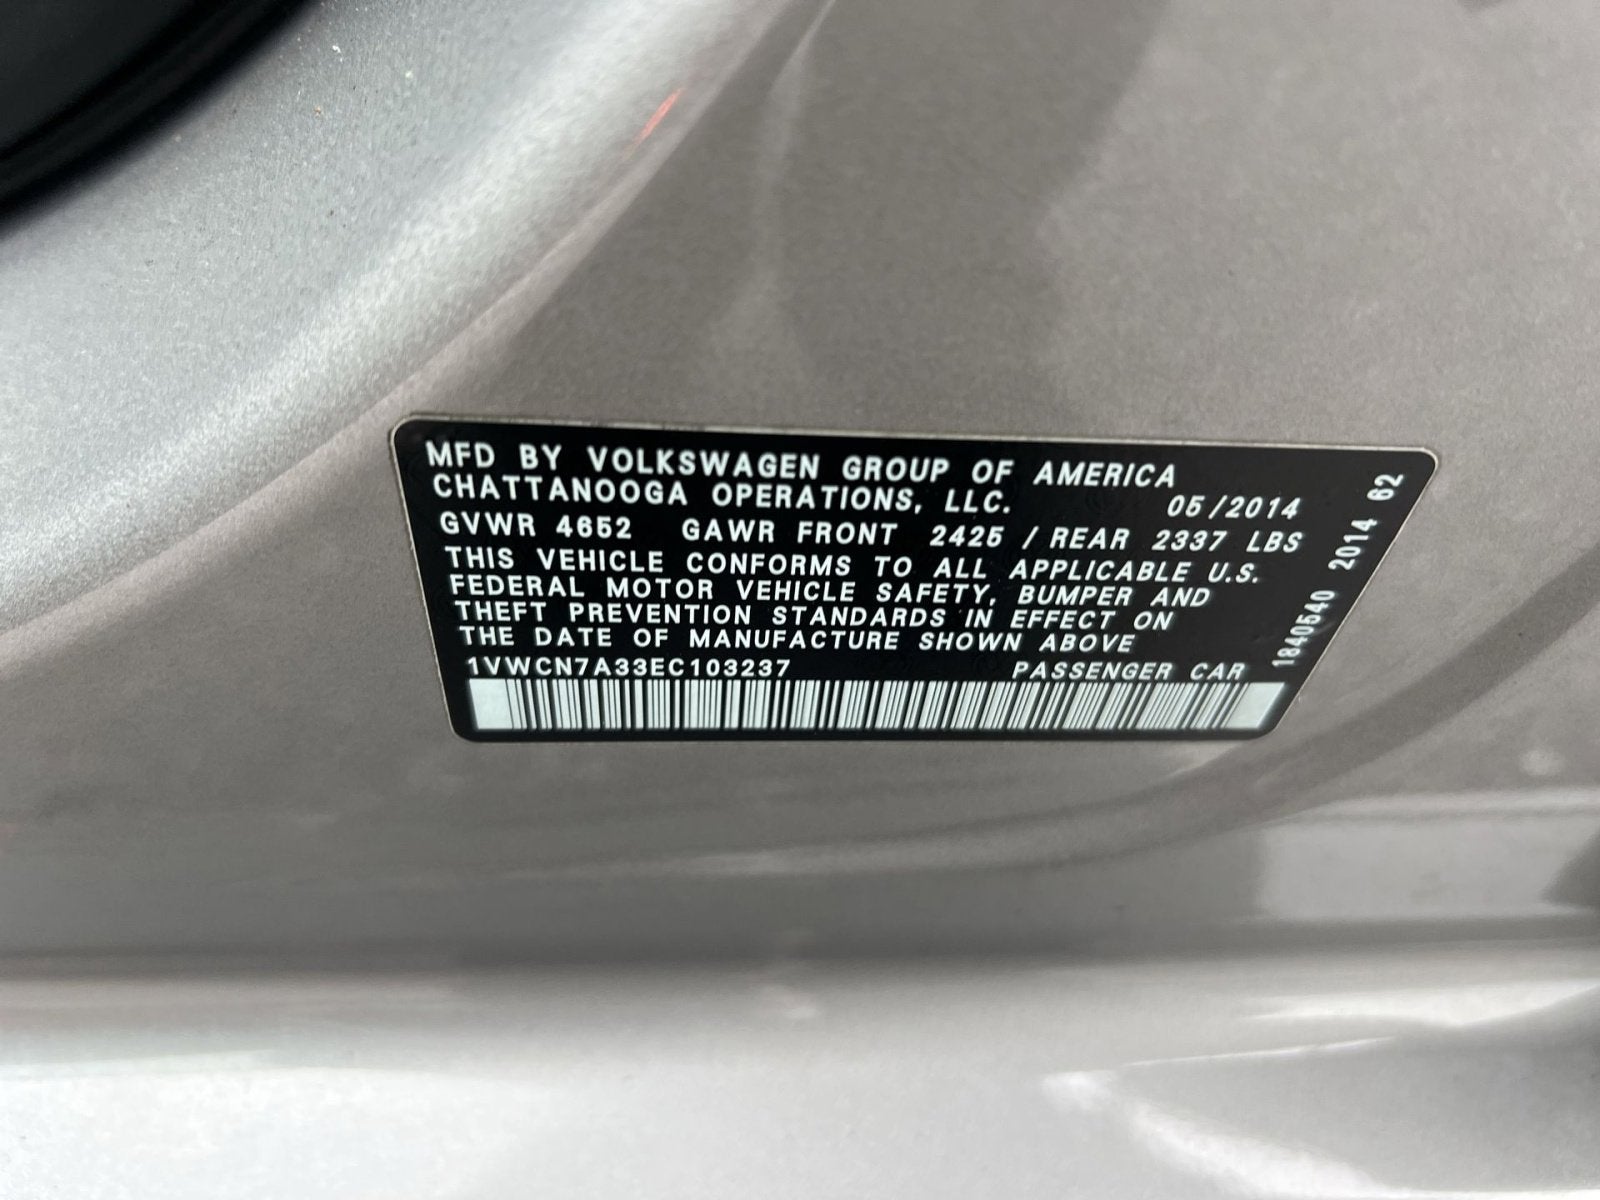 MFD BY VOLKSWAGEN GROUP OF AMERICA
CHATTANOOGA OPERATIONS, LLC. 05/2014
GVWR 4652 GAWR FRONT 2425 / REAR 2337 LBS
THIS VEHICLE CONFORMS TO ALL APPLICABLE U.S.
FEDERAL MOTOR VEHICLE SAFETY, BUMPER AND
THEFT PREVENTION STANDARDS IN EFFECT ON
THE DATE OF MANUFACTURE SHOWN ABOVE
1VWCN7A33EC103237 PASSENGER CAR
1840540 2014 62